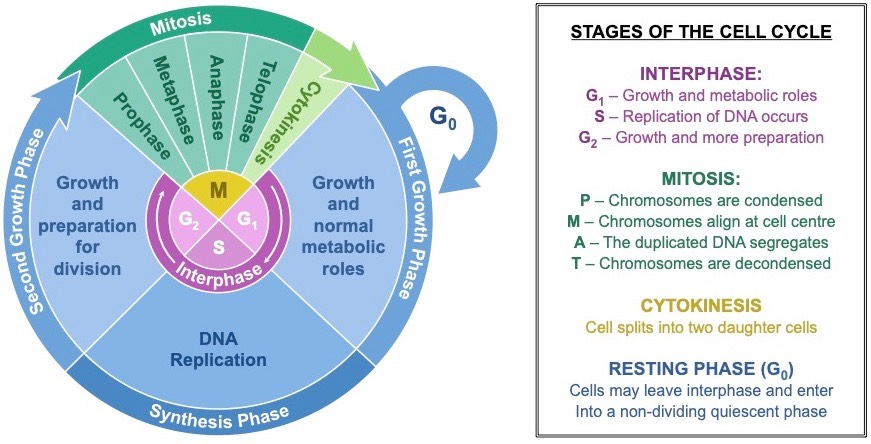 Mitosis
Prophase
Metaphase
Anaphase
Telophase
Cytokinesis
G0
Second Growth Phase
First Growth Phase
Growth
and
preparation
for
division
M
G2
G1
S
Interphase
Growth
and
normal
metabolic
roles
DNA
Replication
Synthesis Phase
STAGES OF THE CELL CYCLE
INTERPHASE:
G1 – Growth and metabolic roles
S – Replication of DNA occurs
G2 – Growth and more preparation
MITOSIS:
P – Chromosomes are condensed
M – Chromosomes align at cell centre
A – The duplicated DNA segregates
T – Chromosomes are decondensed
CYTOKINESIS
Cell splits into two daughter cells
RESTING PHASE (G0)
Cells may leave interphase and enter
Into a non-dividing quiescent phase